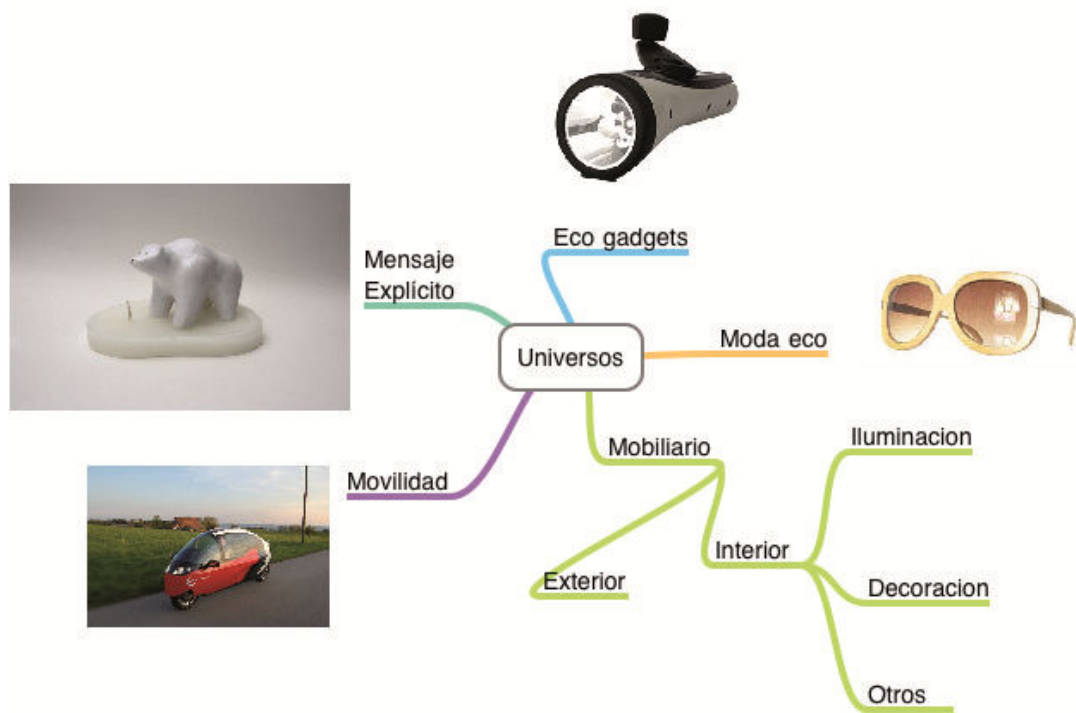 Eco gadgets
Mensaje
Explícito
Universos
Moda eco
Mobiliario
Iluminacion
Movilidad
Interior
Exterior
Decoracion
Otros